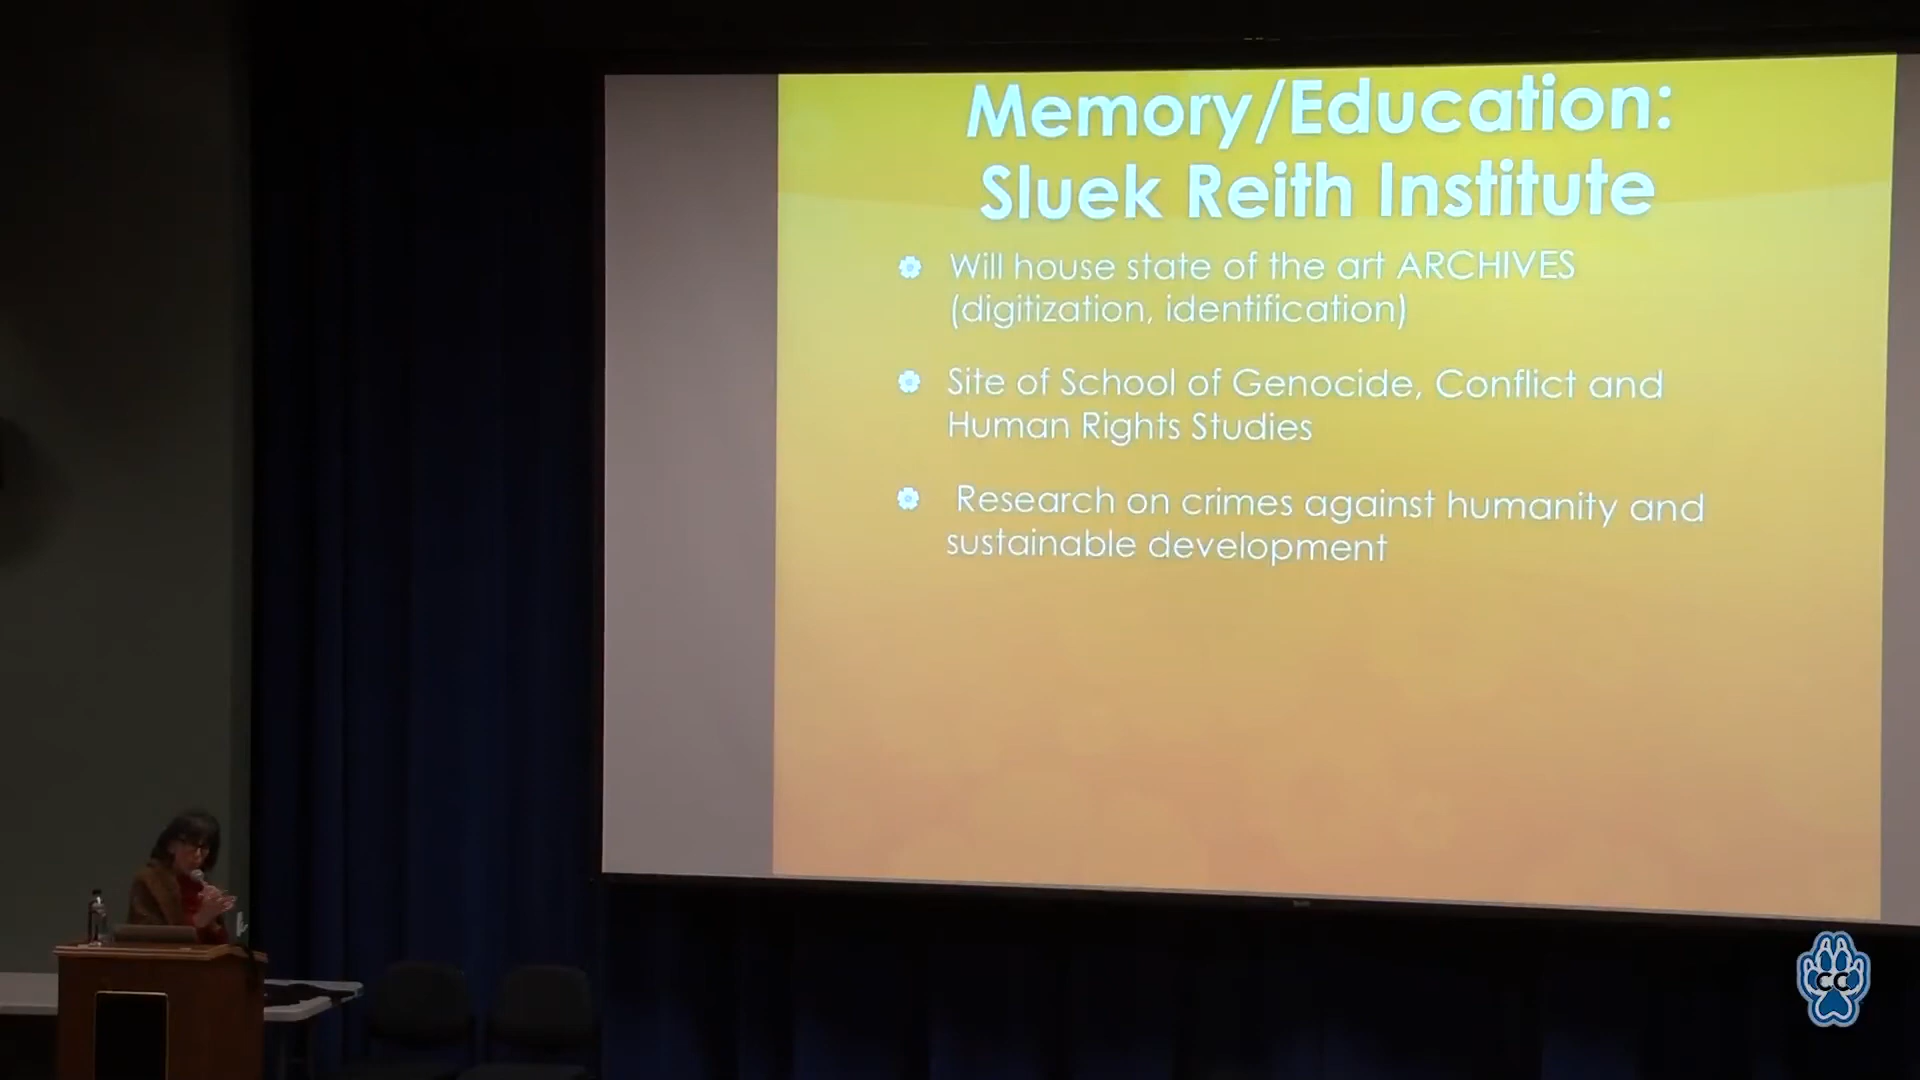 Memory/Education:
Sluek Reith Institute
Will house state of the art ARCHIVES
(digitization, identification)
Site of School of Genocide, Conflict and
Human Rights Studies
Research on crimes against humanity and
sustainable development
CC